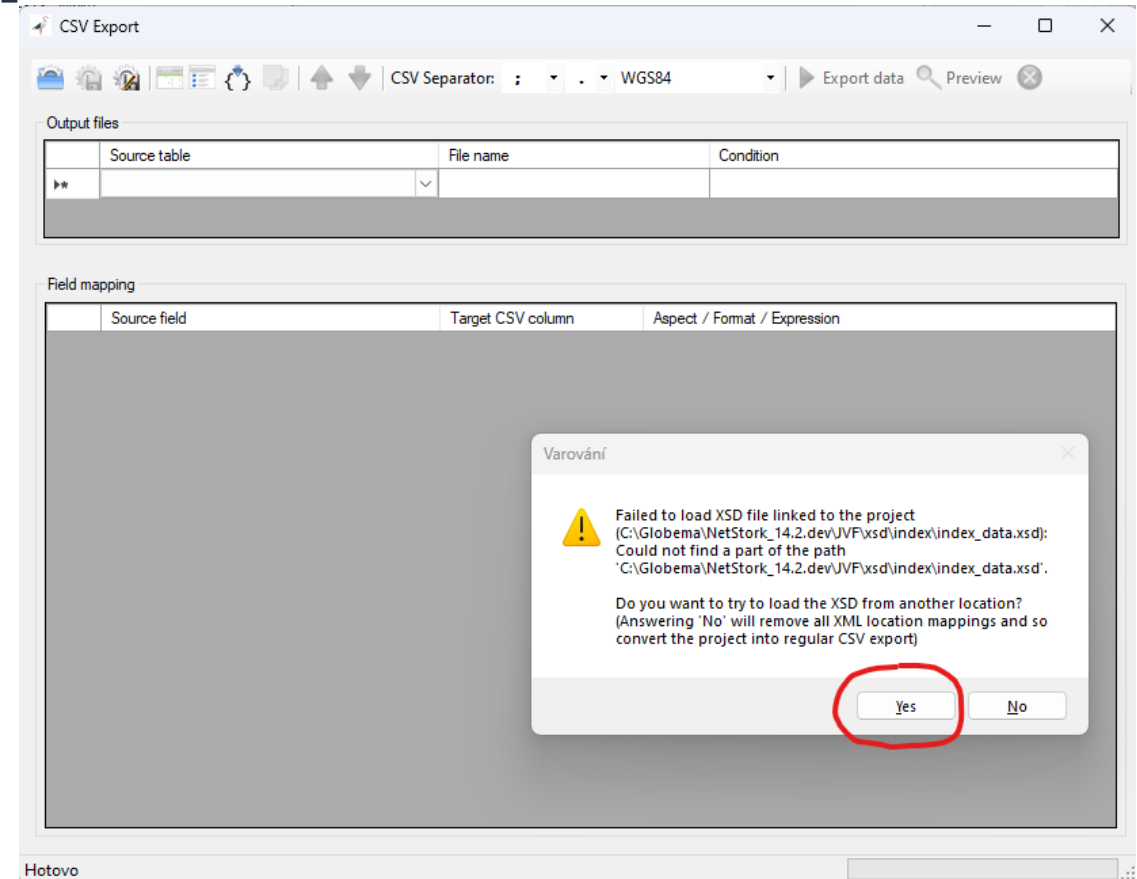 CSV Export
CSV Separator: ; . WGS84 Export data Preview
Output files
Source table File name Condition
Field mapping
Source field Target CSV column Aspect / Format / Expression
Varování
Failed to load XSD file linked to the project
(C:\Globema\NetStork_14.2.dev\JVF\xsd\index\index_data.xsd):
Could not find a part of the path
'C:\Globema\NetStork_14.2.dev\JVF\xsd\index\index_data.xsd'.
Do you want to try to load the XSD from another location?
(Answering 'No' will remove all XML location mappings and so
convert the project into regular CSV export)
Yes No
Hotovo